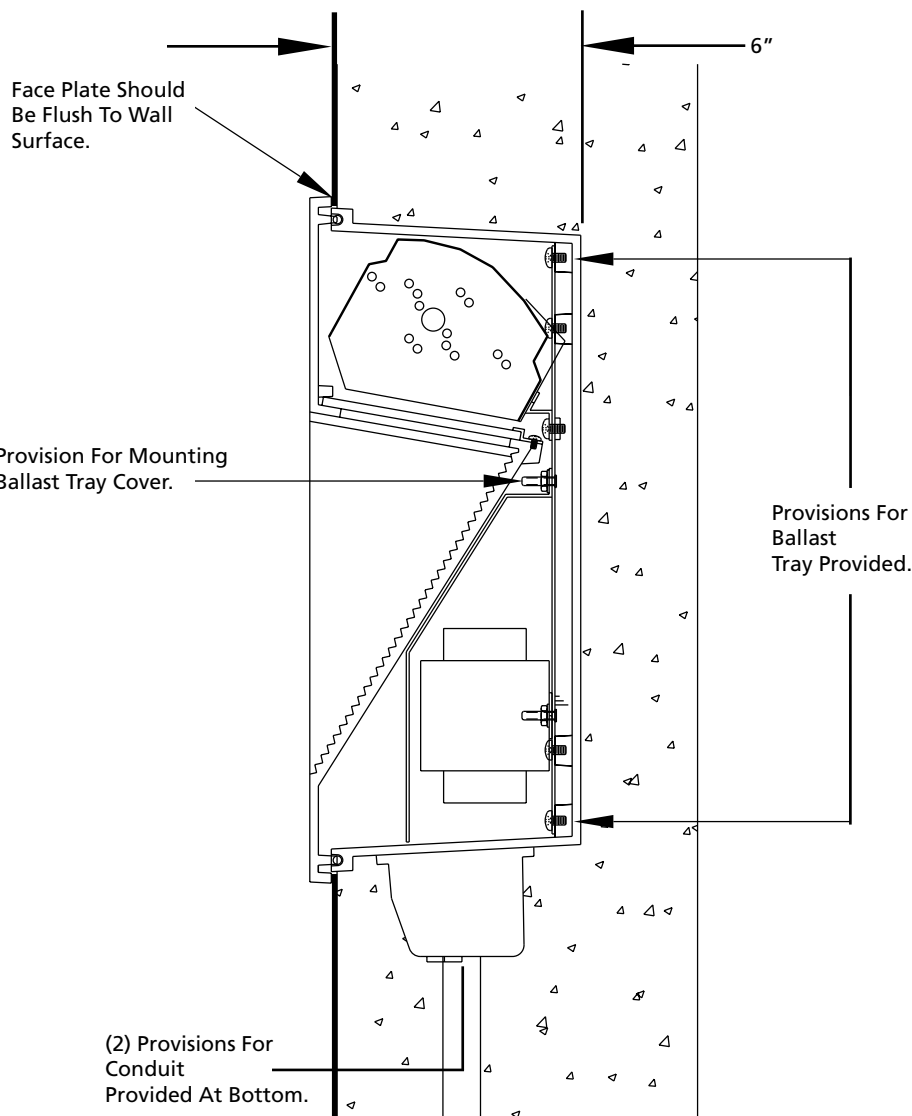 6”
Face Plate Should
Be Flush To Wall
Surface.
Provision For Mounting
Ballast Tray Cover.
Provisions For
Ballast
Tray Provided.
(2) Provisions For
Conduit
Provided At Bottom.